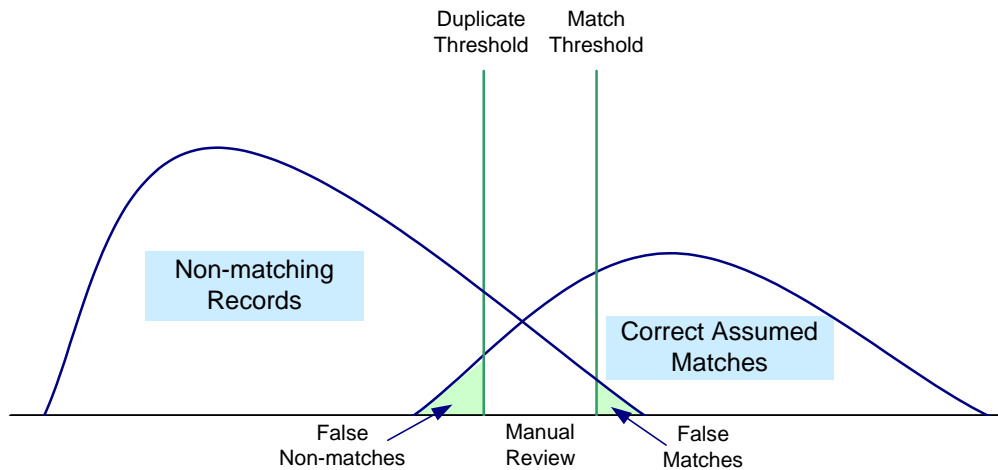 Duplicate
Threshold
Match
Threshold
Non-matching
Records
Correct Assumed
Matches
False
Non-matches
Manual
Review
False
Matches